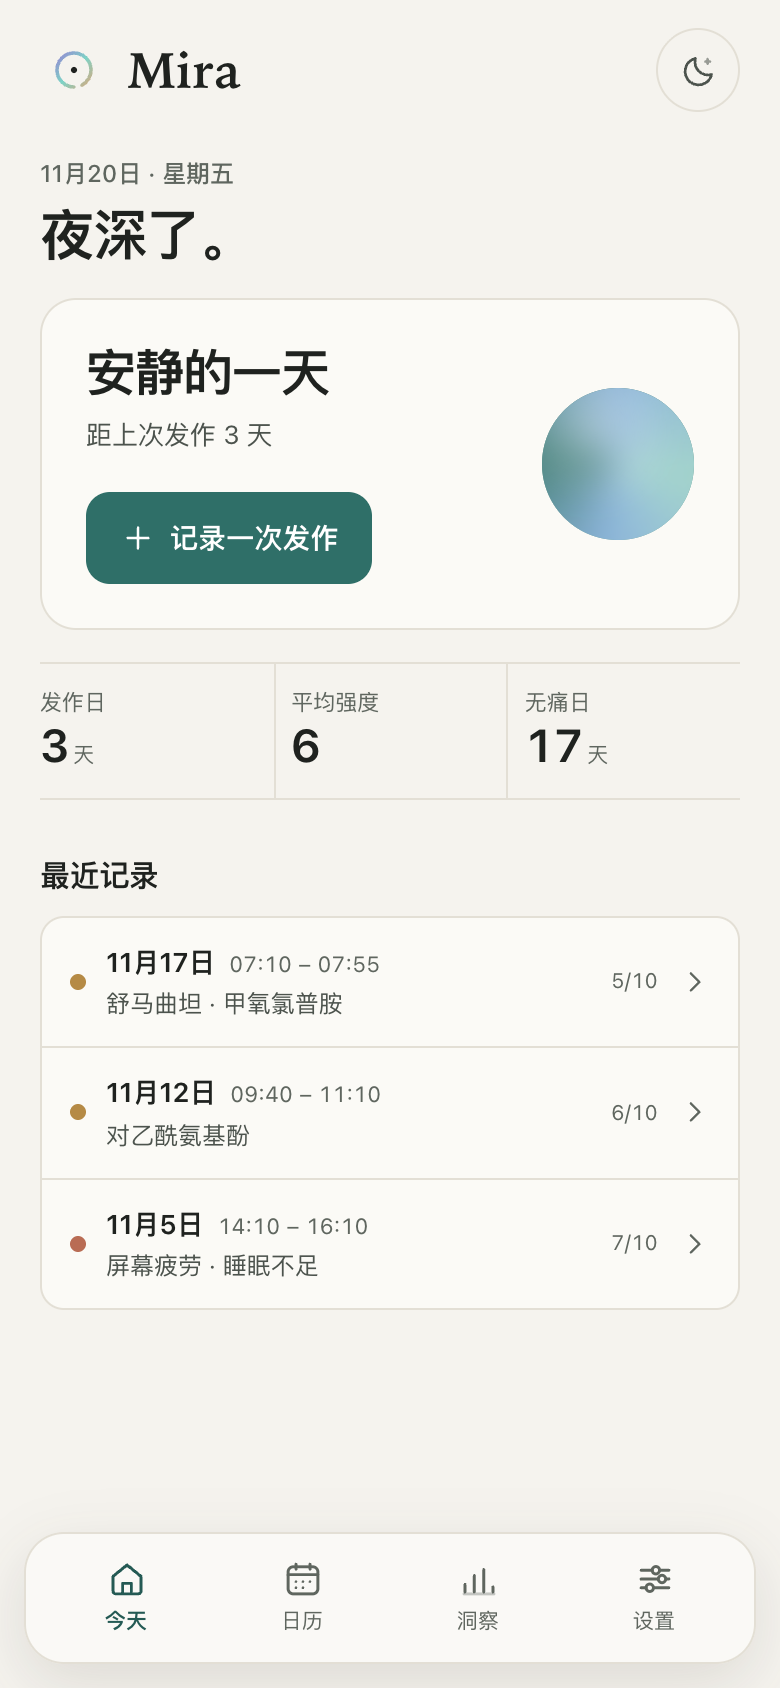 Mira
11月20日 · 星期五
夜深了。
安静的一天
距上次发作 3 天
记录一次发作
发作日
3 天
平均强度
6
无痛日
17 天
最近记录
11月17日 07:10 – 07:55
舒马曲坦 · 甲氧氯普胺
5/10
11月12日 09:40 – 11:10
对乙酰氨基酚
6/10
11月5日 14:10 – 16:10
屏幕疲劳 · 睡眠不足
7/10
今天
日历
洞察
设置